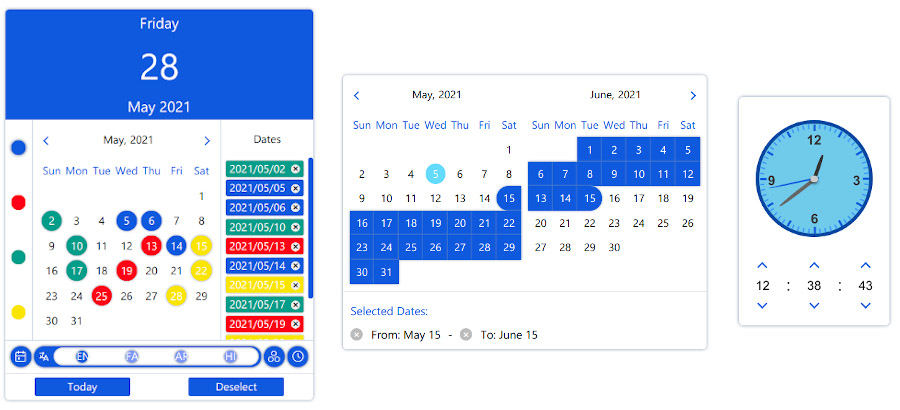 Friday
28
May 2021
May, 2021
Sun Mon Tue Wed Thu Fri Sat
1
2 3 4 5 6 7 8
9 10 11 12 13 14 15
16 17 18 19 20 21 22
23 24 25 26 27 28 29
30 31
Dates
2021/05/02
2021/05/05
2021/05/06
2021/05/10
2021/05/13
2021/05/14
2021/05/15
2021/05/17
2021/05/19
EN FA AR HI
Today Deselect
May, 2021
Sun Mon Tue Wed Thu Fri Sat
1
2 3 4 5 6 7 8
9 10 11 12 13 14 15
16 17 18 19 20 21 22
23 24 25 26 27 28 29
30 31
June, 2021
Sun Mon Tue Wed Thu Fri Sat
1 2 3 4 5
6 7 8 9 10 11 12
13 14 15 16 17 18 19
20 21 22 23 24 25 26
27 28 29 30
Selected Dates:
From: May 15 - To: June 15
12
9 3
6
12 : 38 : 43